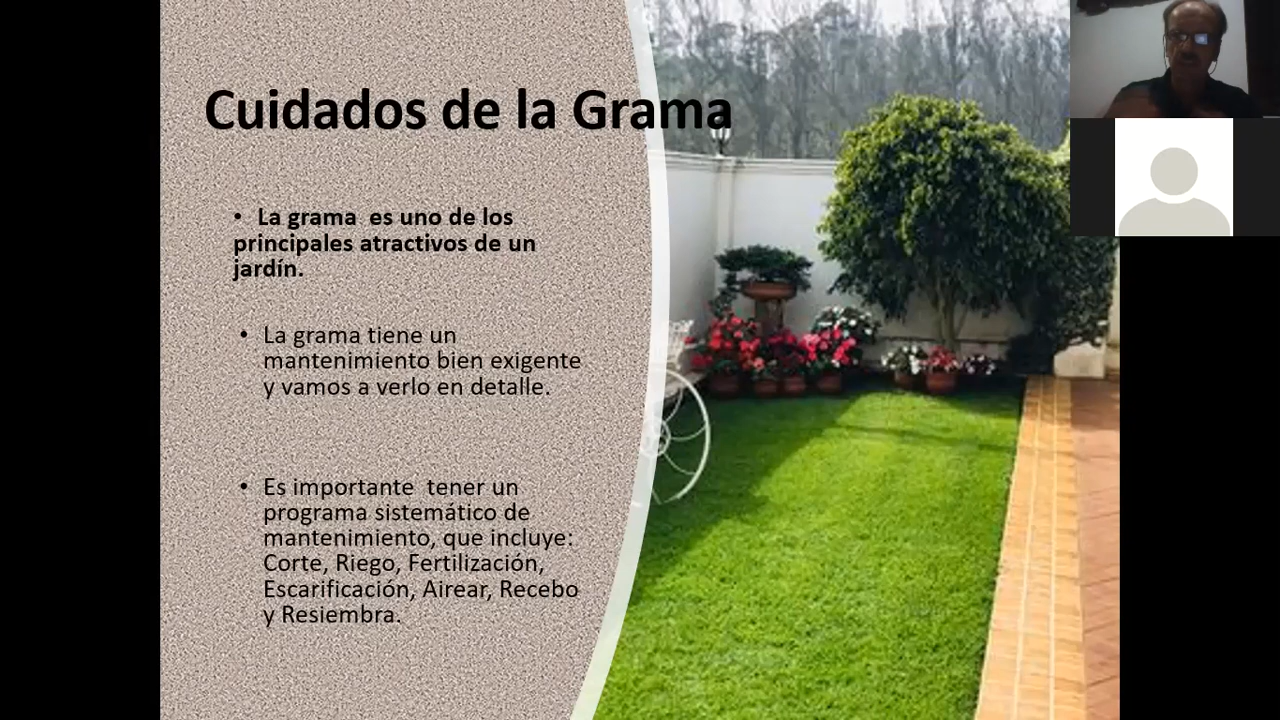 Cuidados de la Grama
• La grama  es uno de los
principales atractivos de un
jardín.
• La grama tiene un
mantenimiento bien exigente
y vamos a verlo en detalle.
• Es importante  tener un
programa sistemático de
mantenimiento, que incluye:
Corte, Riego, Fertilización,
Escarificación, Airear, Recebo
y Resiembra.